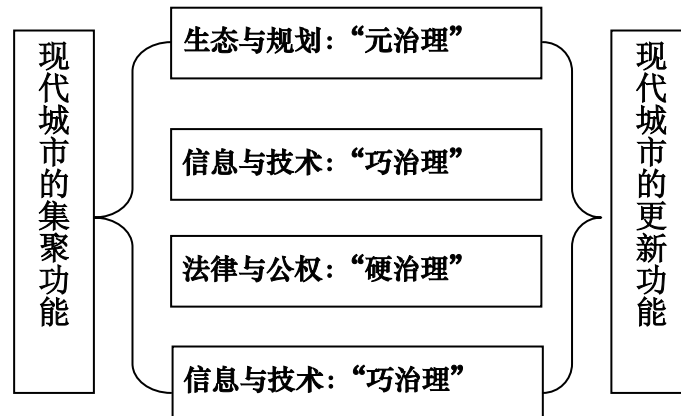 现代城市的集聚功能
生态与规划：“元治理”
信息与技术：“巧治理”
法律与公权：“硬治理”
信息与技术：“巧治理”
现代城市的更新功能